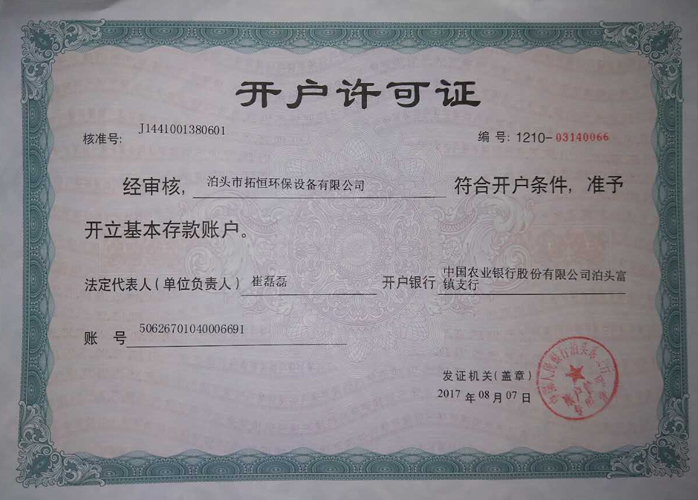 开户许可证
核准号: J1441001380601 编号: 1210-03140066
经审核, 泊头市拓恒环保设备有限公司 符合开户条件, 准予
开立基本存款账户。
法定代表人(单位负责人) 崔磊磊 开户银行 中国农业银行股份有限公司泊头富
镇支行
账 号 50626701040006691
发证机关(盖章)
2017 年 08 月 07 日